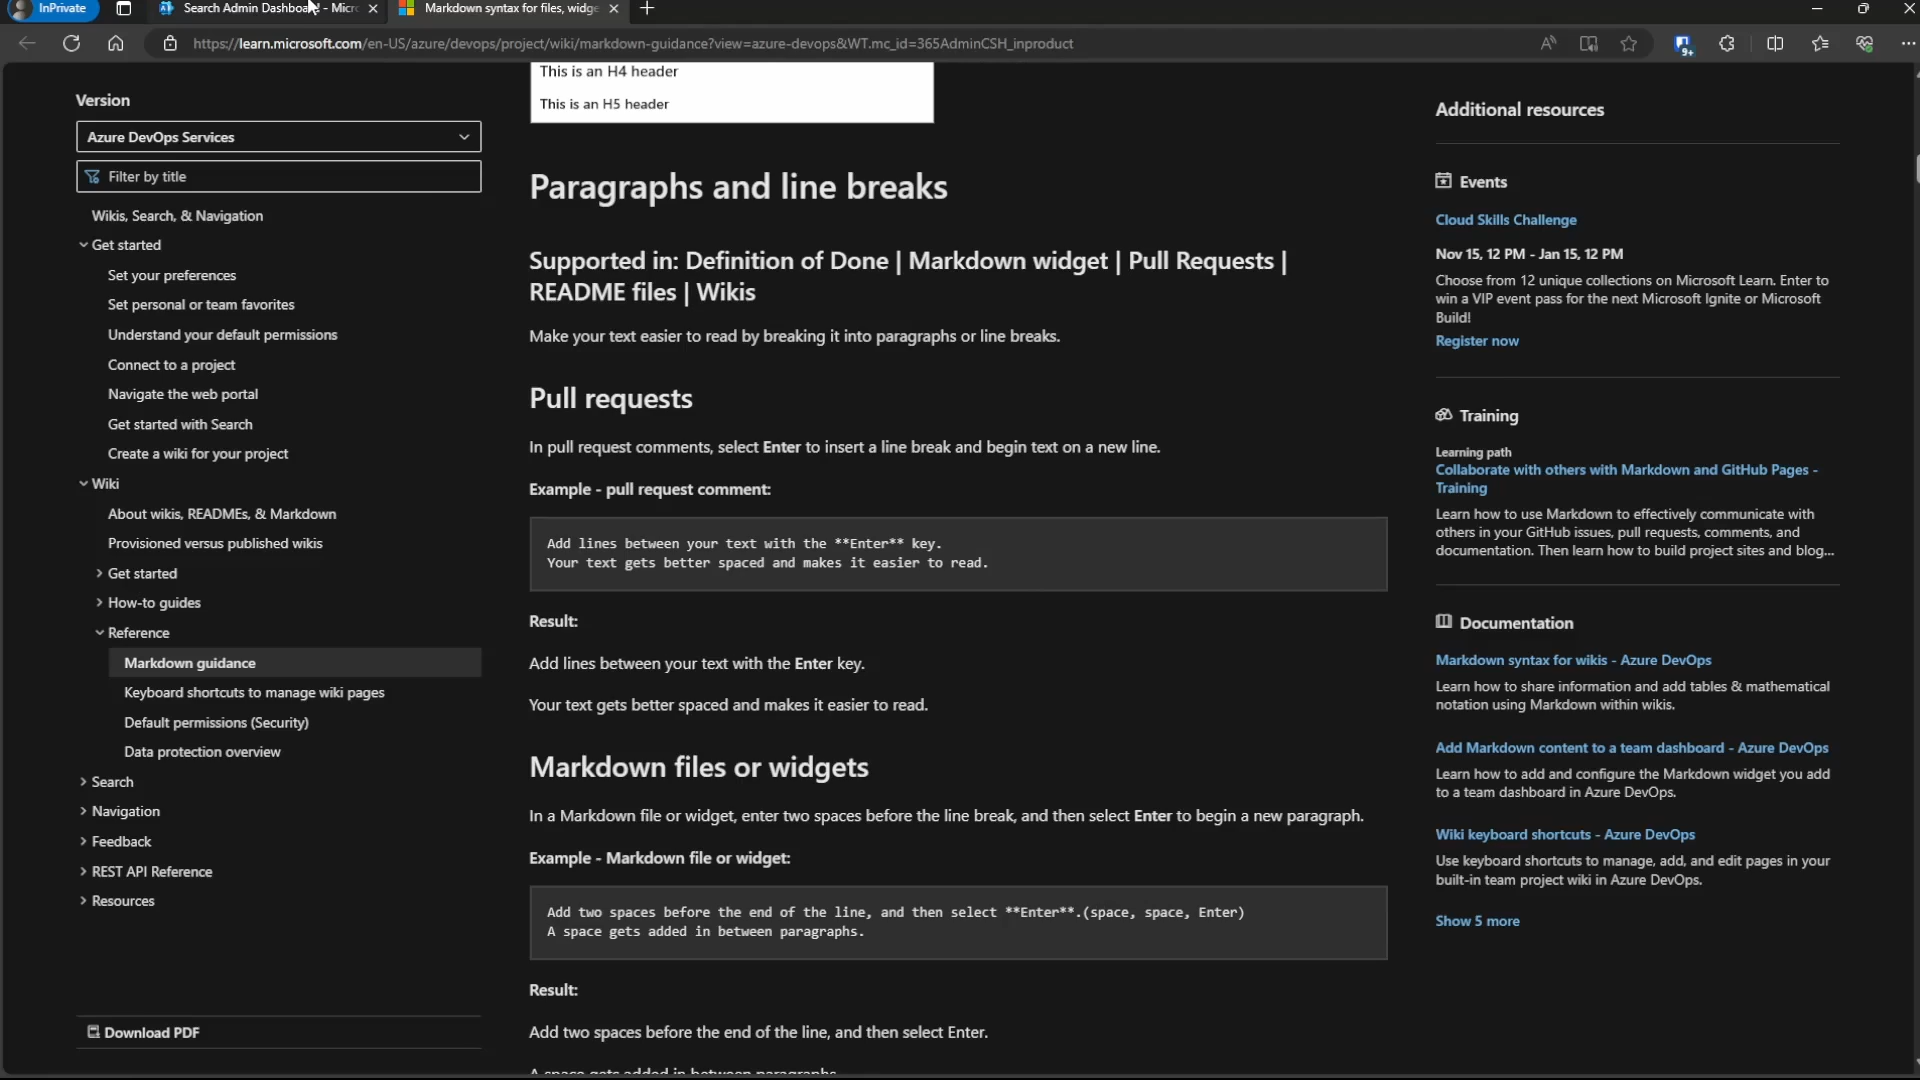 InPrivate
Search Admin Dashboard - Micr
Markdown syntax for files, widge
https://learn.microsoft.com/en-US/azure/devops/project/wiki/markdown-guidance?view=azure-devops&WT.mc_id=365AdminCSH_inproduct
9+
Version
Azure DevOps Services
Filter by title
Wikis, Search, & Navigation
Get started
Set your preferences
Set personal or team favorites
Understand your default permissions
Connect to a project
Navigate the web portal
Get started with Search
Create a wiki for your project
Wiki
About wikis, READMEs, & Markdown
Provisioned versus published wikis
Get started
How-to guides
Reference
Markdown guidance
Keyboard shortcuts to manage wiki pages
Default permissions (Security)
Data protection overview
Search
Navigation
Feedback
REST API Reference
Resources
Download PDF
This is an H4 header
This is an H5 header
Paragraphs and line breaks
Supported in: Definition of Done | Markdown widget | Pull Requests |
README files | Wikis
Make your text easier to read by breaking it into paragraphs or line breaks.
Pull requests
In pull request comments, select Enter to insert a line break and begin text on a new line.
Example - pull request comment:
Add lines between your text with the **Enter** key.
Your text gets better spaced and makes it easier to read.
Result:
Add lines between your text with the Enter key.
Your text gets better spaced and makes it easier to read.
Markdown files or widgets
In a Markdown file or widget, enter two spaces before the line break, and then select Enter to begin a new paragraph.
Example - Markdown file or widget:
Add two spaces before the end of the line, and then select **Enter**.(space, space, Enter)
A space gets added in between paragraphs.
Result:
Add two spaces before the end of the line, and then select Enter.
A space gets added in between paragraphs.
Additional resources
Events
Cloud Skills Challenge
Nov 15, 12 PM - Jan 15, 12 PM
Choose from 12 unique collections on Microsoft Learn. Enter to
win a VIP event pass for the next Microsoft Ignite or Microsoft
Build!
Register now
Training
Learning path
Collaborate with others with Markdown and GitHub Pages -
Training
Learn how to use Markdown to effectively communicate with
others in your GitHub issues, pull requests, comments, and
documentation. Then learn how to build project sites and blog...
Documentation
Markdown syntax for wikis - Azure DevOps
Learn how to share information and add tables & mathematical
notation using Markdown within wikis.
Add Markdown content to a team dashboard - Azure DevOps
Learn how to add and configure the Markdown widget you add
to a team dashboard in Azure DevOps.
Wiki keyboard shortcuts - Azure DevOps
Use keyboard shortcuts to manage, add, and edit pages in your
built-in team project wiki in Azure DevOps.
Show 5 more